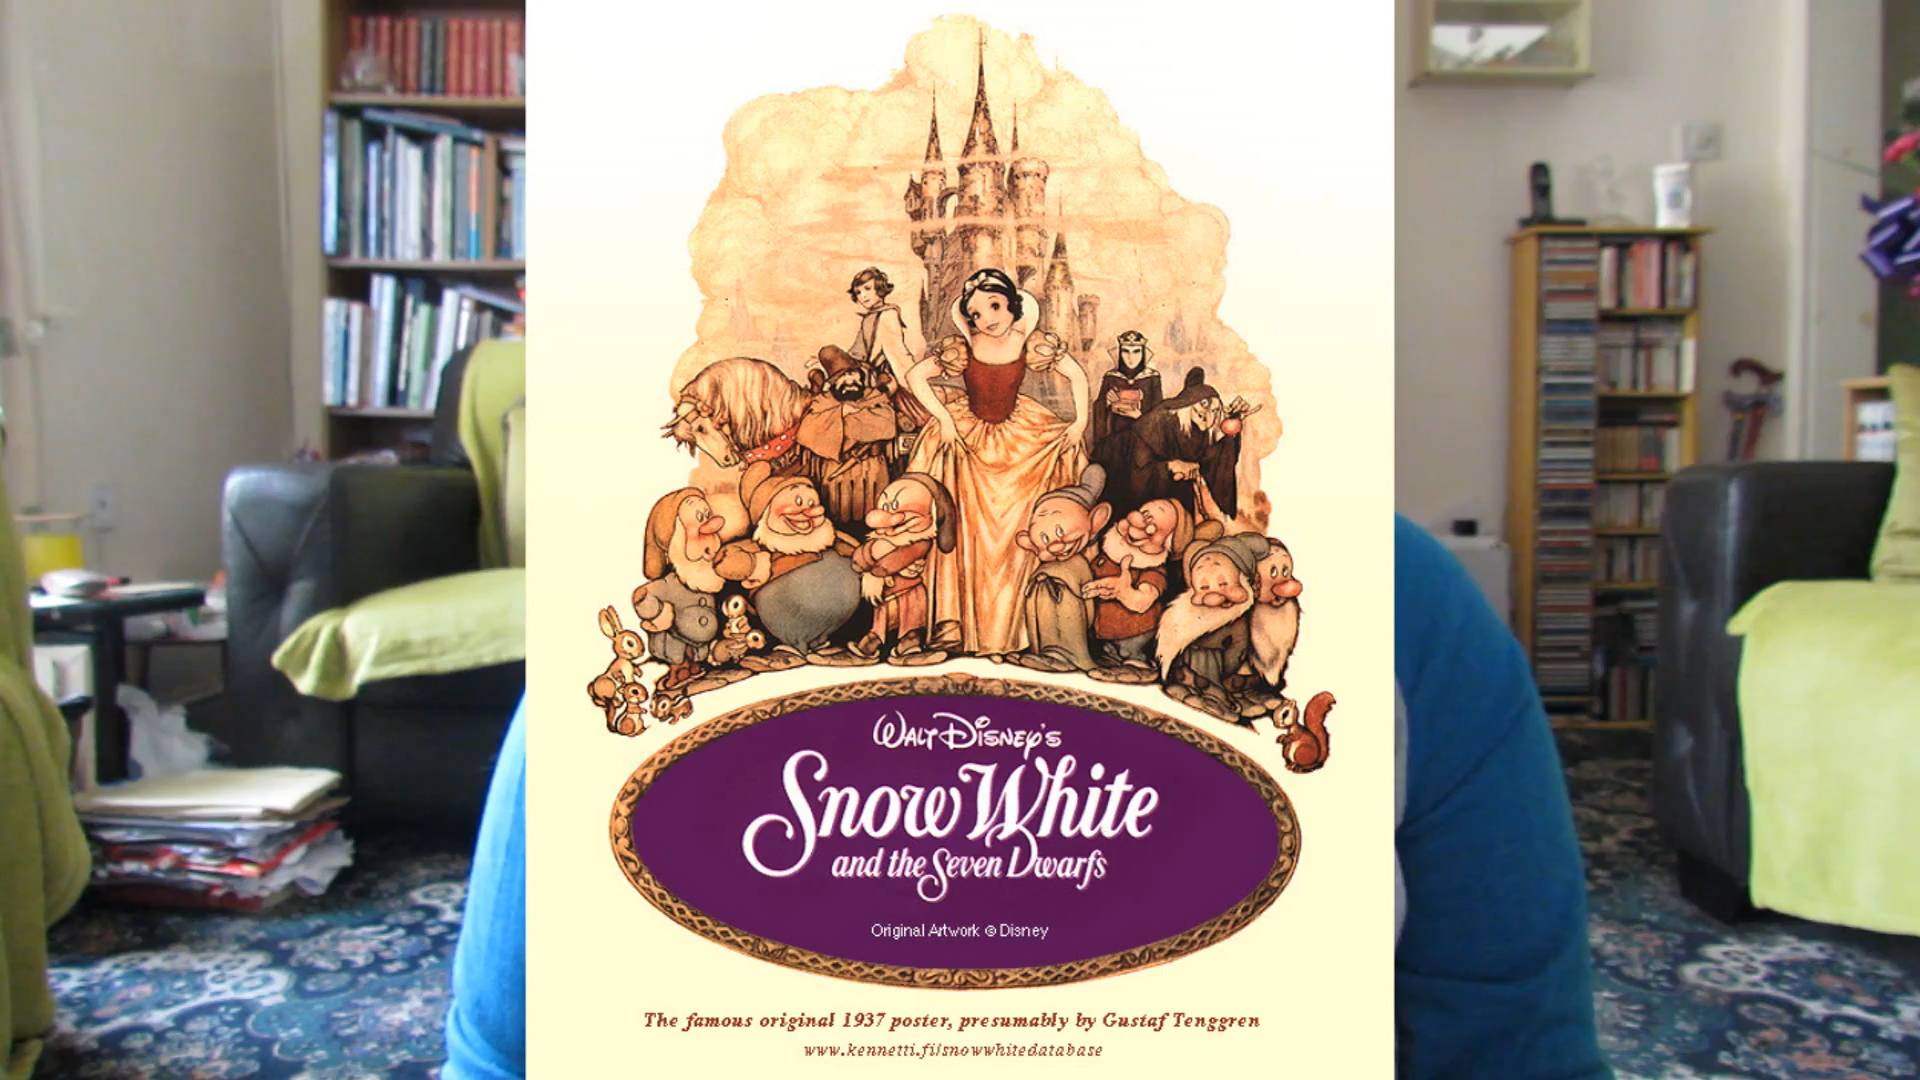 Walt Disney's
Snow White
and the Seven Dwarfs
Original Artwork © Disney
The famous original 1937 poster, presumably by Gustaf Tenggren
www.kennetti.fi/snowwhitedatabase